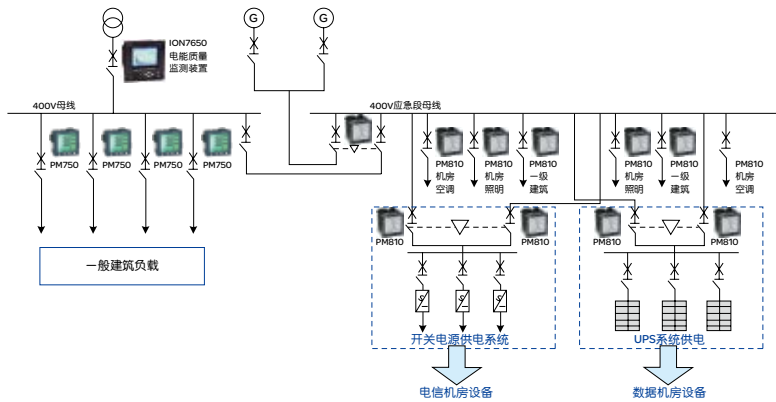 G
G
ION7650
电能质量
监测装置
400V母线
400V应急段母线
PM750
PM750
PM750
PM750
PM810
机房
空调
PM810
机房
照明
PM810
一级
建筑
PM810
机房
照明
PM810
一级
建筑
PM810
机房
空调
PM810
PM810
PM810
PM810
一般建筑负载
开关电源供电系统
UPS系统供电
电信机房设备
数据机房设备